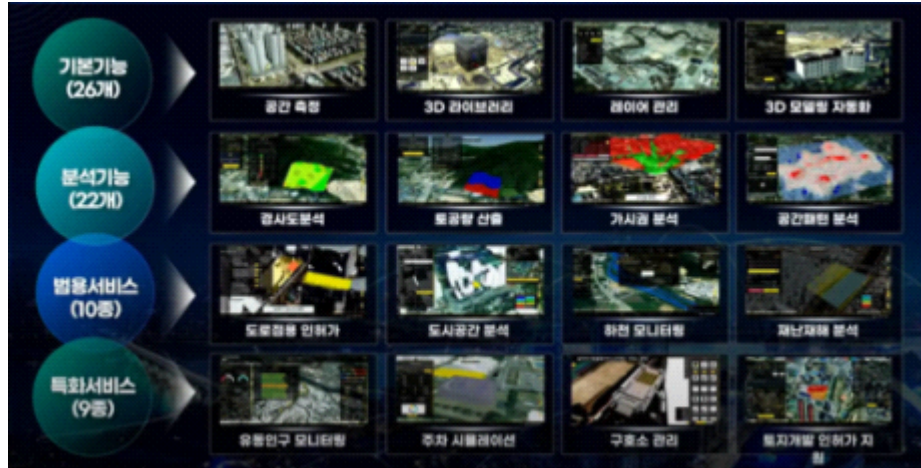 기본기능
(26개)
공간 측정
3D 라이브러리
레이어 관리
3D 모델링 자동화
분석기능
(22개)
경사도분석
토공량 산출
가시권 분석
공간패턴 분석
범용서비스
(10종)
도로점용 인허가
도시공간 분석
하천 모니터링
재난재해 분석
특화서비스
(9종)
유동인구 모니터링
주차 시뮬레이션
구호소 관리
토지개발 인허가 지
원